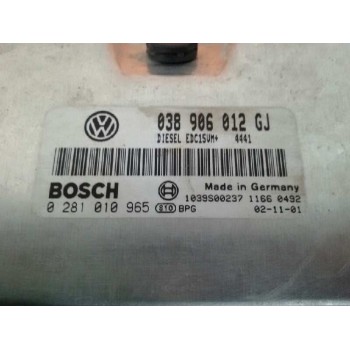 038 906 012 GJ
DIESEL EDC15VM+ 4441
BOSCH
Made in Germany
1039S00237 1166 0492
0 281 010 965 810 BPG 02-11-01